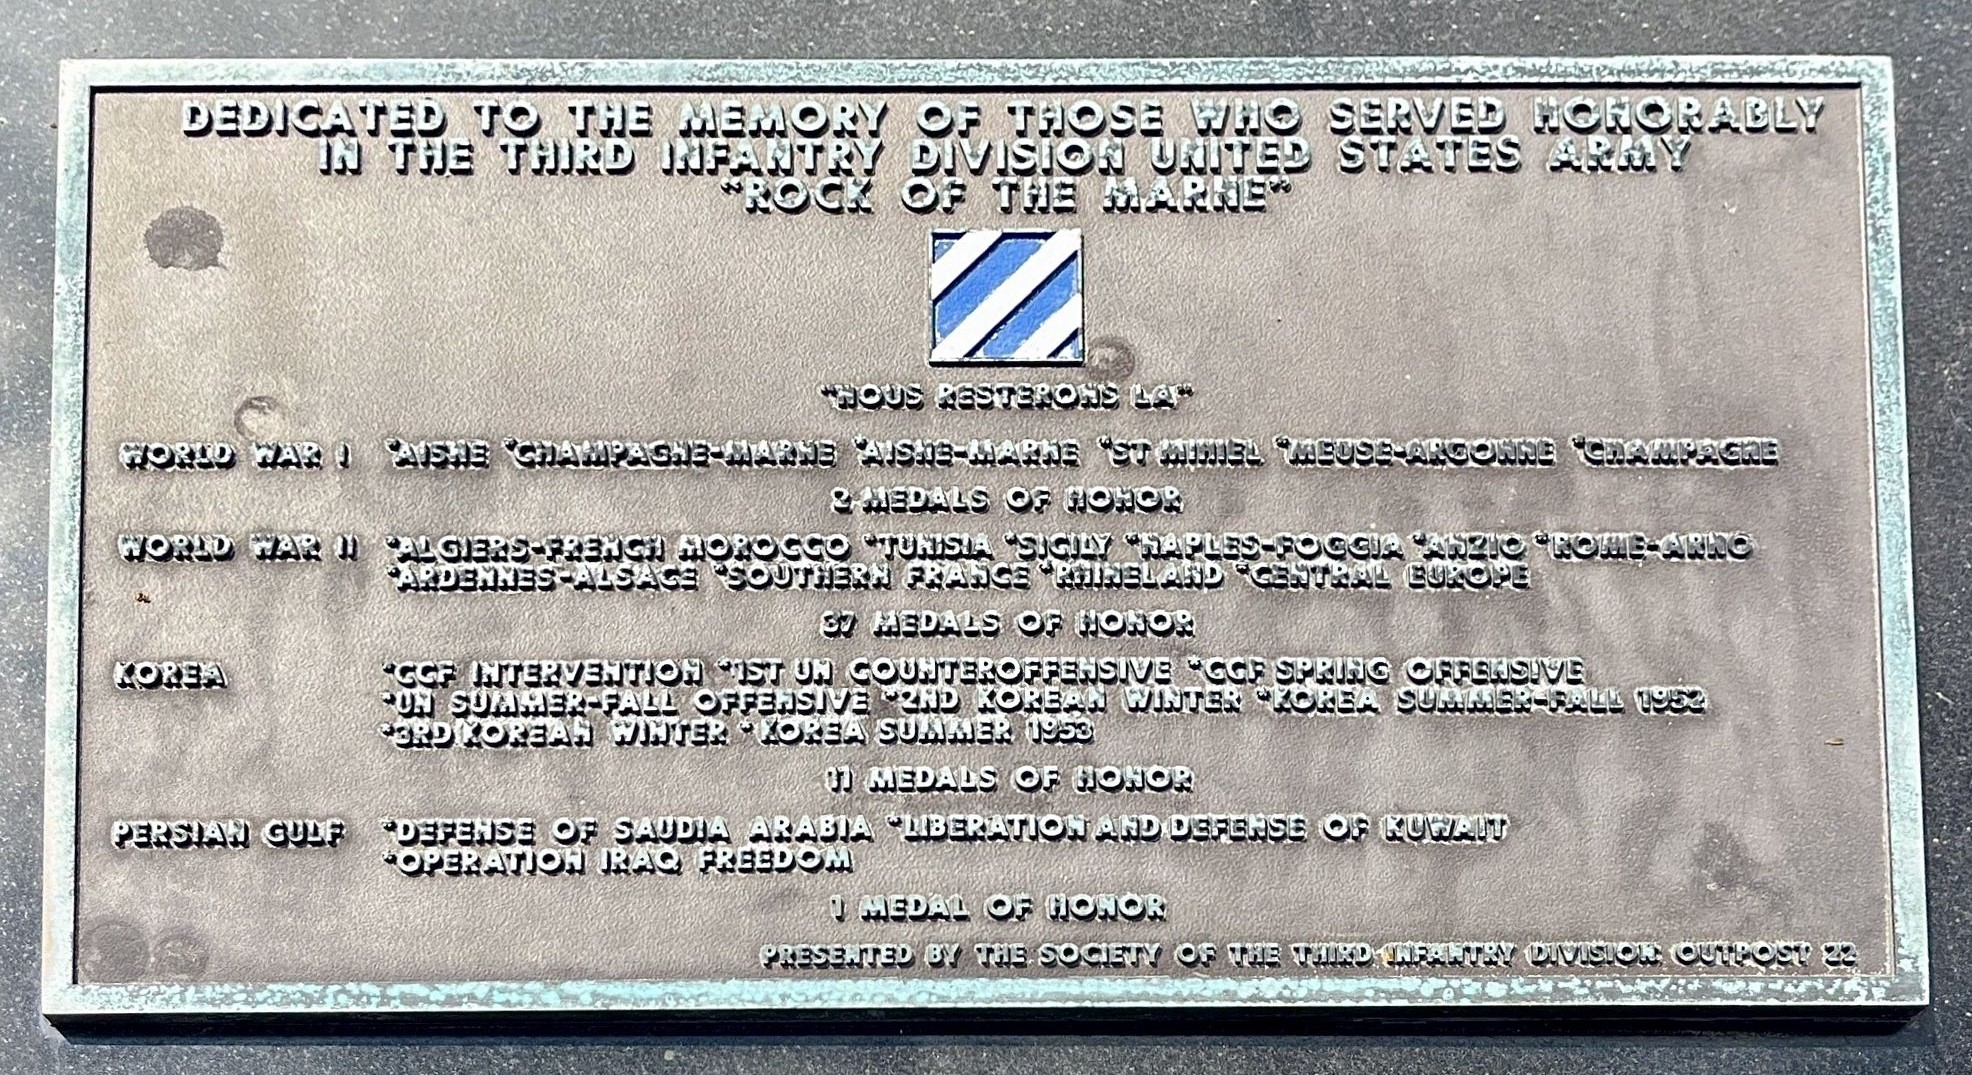 DEDICATED TO THE MEMORY OF THOSE WHO SERVED HONORABLY
IN THE THIRD INFANTRY DIVISION UNITED STATES ARMY
"ROCK OF THE MARNE"
"NOUS RESTERONS LA"
WORLD WAR I *AISNE *CHAMPAGNE-MARNE *AISNE-MARNE *ST MIHIEL *MEUSE-ARGONNE *CHAMPAGNE
2 MEDALS OF HONOR
WORLD WAR II *ALGIERS-FRENCH MOROCCO *TUNISIA *SICILY *NAPLES-FOGGIA *ANZIO *ROME-ARNO
*ARDENNES-ALSACE *SOUTHERN FRANCE *RHINELAND *CENTRAL EUROPE
37 MEDALS OF HONOR
KOREA *CCF INTERVENTION *1ST UN COUNTEROFFENSIVE *CCF SPRING OFFENSIVE
*UN SUMMER-FALL OFFENSIVE *2ND KOREAN WINTER *KOREA SUMMER-FALL 1952
*3RD KOREAN WINTER *KOREA SUMMER 1953
11 MEDALS OF HONOR
PERSIAN GULF *DEFENSE OF SAUDIA ARABIA *LIBERATION AND DEFENSE OF KUWAIT
*OPERATION IRAQ FREEDOM
1 MEDAL OF HONOR
PRESENTED BY THE SOCIETY OF THE THIRD INFANTRY DIVISION: OUTPOST 22